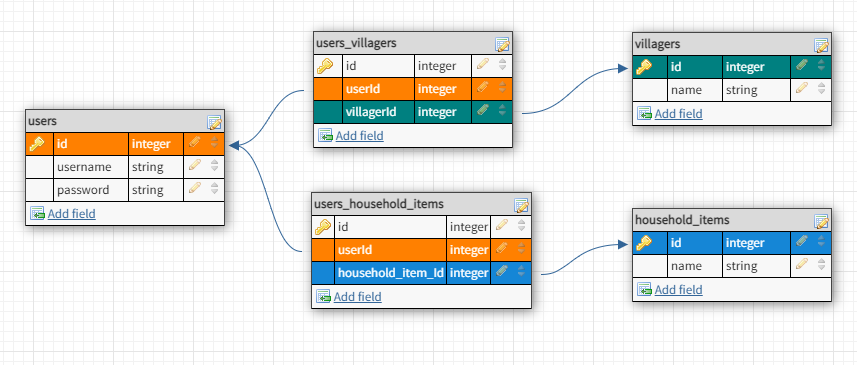 users
id integer
username string
password string
Add field
users_villagers
id integer
userId integer
villagerId integer
Add field
users_household_items
id integer
userId integer
household_item_Id integer
Add field
villagers
id integer
name string
Add field
household_items
id integer
name string
Add field